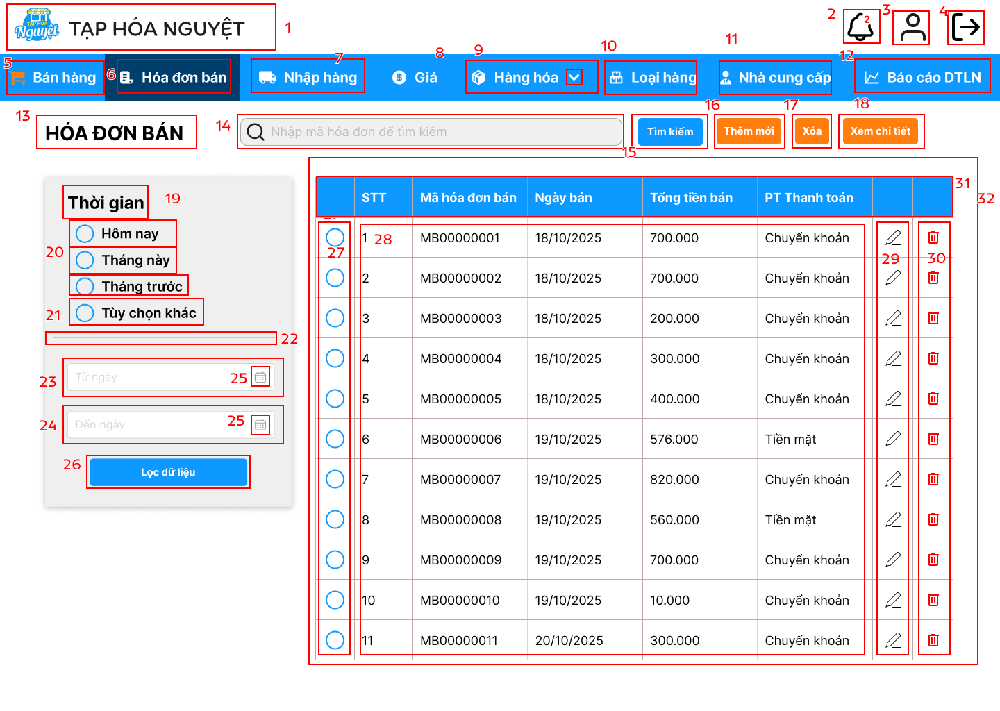 TẠP HÓA
Nguyệt
TẠP HÓA NGUYỆT
1
2
2
3
4
5
Bán hàng
6
Hóa đơn bán
7
Nhập hàng
8
Giá
9
Hàng hóa
10
Loại hàng
11
Nhà cung cấp
12
Báo cáo DTLN
13
HÓA ĐƠN BÁN
14
Nhập mã hóa đơn để tìm kiếm
15
Tìm kiếm
16
Thêm mới
17
Xóa
18
Xem chi tiết
Thời gian
19
Hôm nay
20
Tháng này
Tháng trước
21
Tùy chọn khác
22
23
Từ ngày
25
24
Đến ngày
25
26
Lọc dữ liệu
31
32
STT Mã hóa đơn bán Ngày bán Tổng tiền bán PT Thanh toán
27 28 29 30
1 MB00000001 18/10/2025 700.000 Chuyển khoản
2 MB00000002 18/10/2025 700.000 Chuyển khoản
3 MB00000003 18/10/2025 200.000 Chuyển khoản
4 MB00000004 18/10/2025 300.000 Chuyển khoản
5 MB00000005 18/10/2025 400.000 Chuyển khoản
6 MB00000006 19/10/2025 576.000 Tiền mặt
7 MB00000007 19/10/2025 820.000 Chuyển khoản
8 MB00000008 19/10/2025 560.000 Tiền mặt
9 MB00000009 19/10/2025 700.000 Chuyển khoản
10 MB00000010 19/10/2025 10.000 Chuyển khoản
11 MB00000011 20/10/2025 300.000 Chuyển khoản